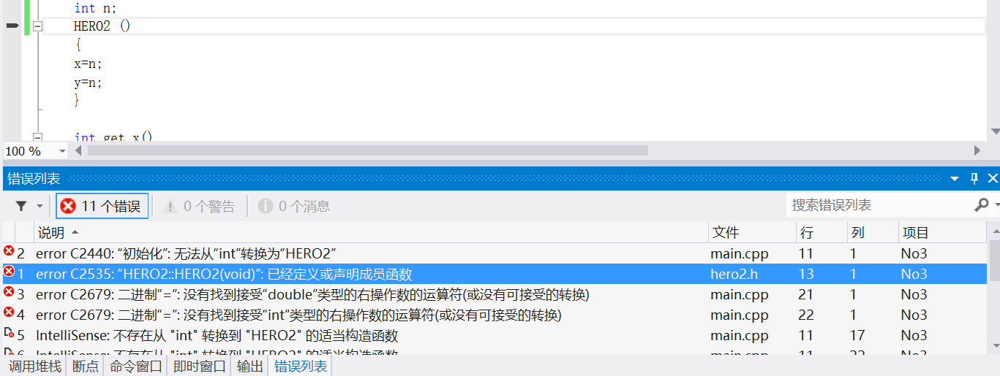 int n;
HERO2 ()
{
x=n;
y=n;
}
int get_x()
100 %
错误列表
11 个错误 0 个警告 0 个消息 搜索错误列表
说明 文件 行 列 项目
2 error C2440: “初始化”: 无法从“int”转换为“HERO2” main.cpp 11 1 No3
1 error C2535: “HERO2::HERO2(void)”: 已经定义或声明成员函数 hero2.h 13 1 No3
3 error C2679: 二进制“=”: 没有找到接受“double”类型的右操作数的运算符(或没有可接受的转换) main.cpp 21 1 No3
4 error C2679: 二进制“=”: 没有找到接受“int”类型的右操作数的运算符(或没有可接受的转换) main.cpp 22 1 No3
5 IntelliSense: 不存在从 "int" 转换到 "HERO2" 的适当构造函数 main.cpp 11 17 No3
6 IntelliSense: 不存在从 "int" 转换到 "HERO2" 的适当构造函数 main.cpp 11 22 No3
调用堆栈 断点 命令窗口 即时窗口 输出 错误列表